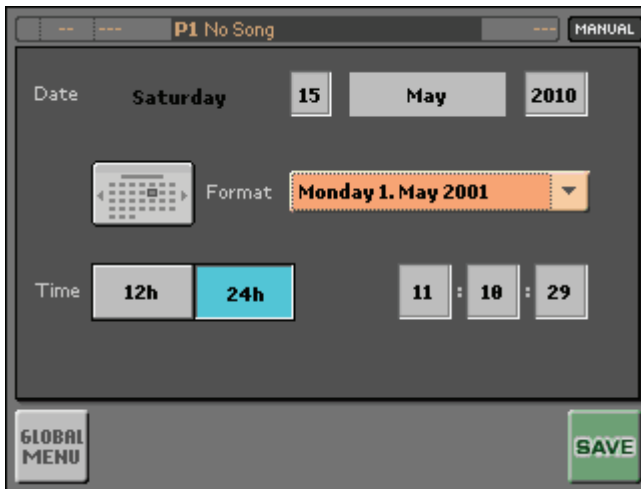 -- --- P1 No Song --- MANUAL
Date Saturday 15 May 2010
Format Monday 1. May 2001
Time 12h 24h 11 : 10 : 29
GLOBAL MENU SAVE